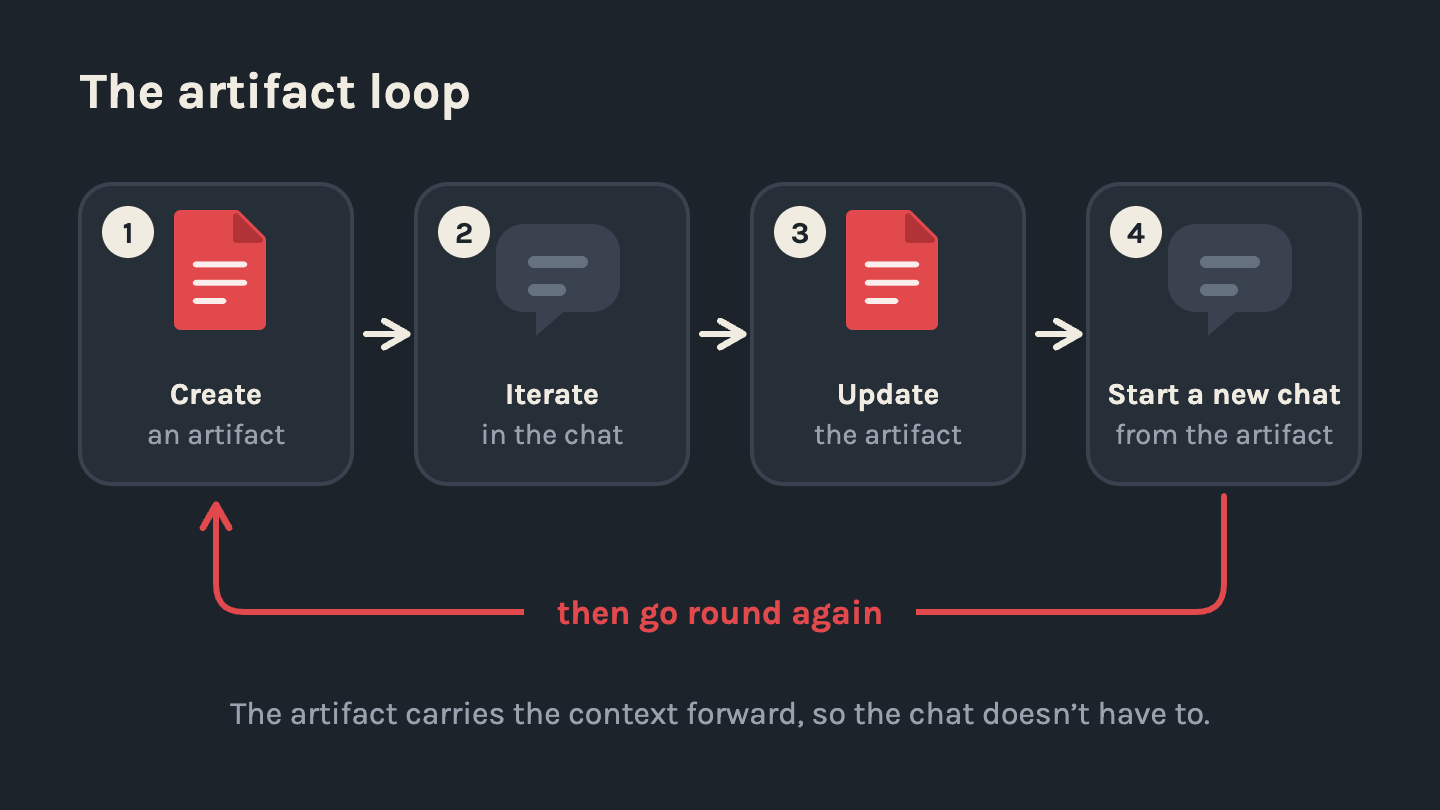 The artifact loop
1
Create
an artifact
2
Iterate
in the chat
3
Update
the artifact
4
Start a new chat
from the artifact
then go round again
The artifact carries the context forward, so the chat doesn’t have to.